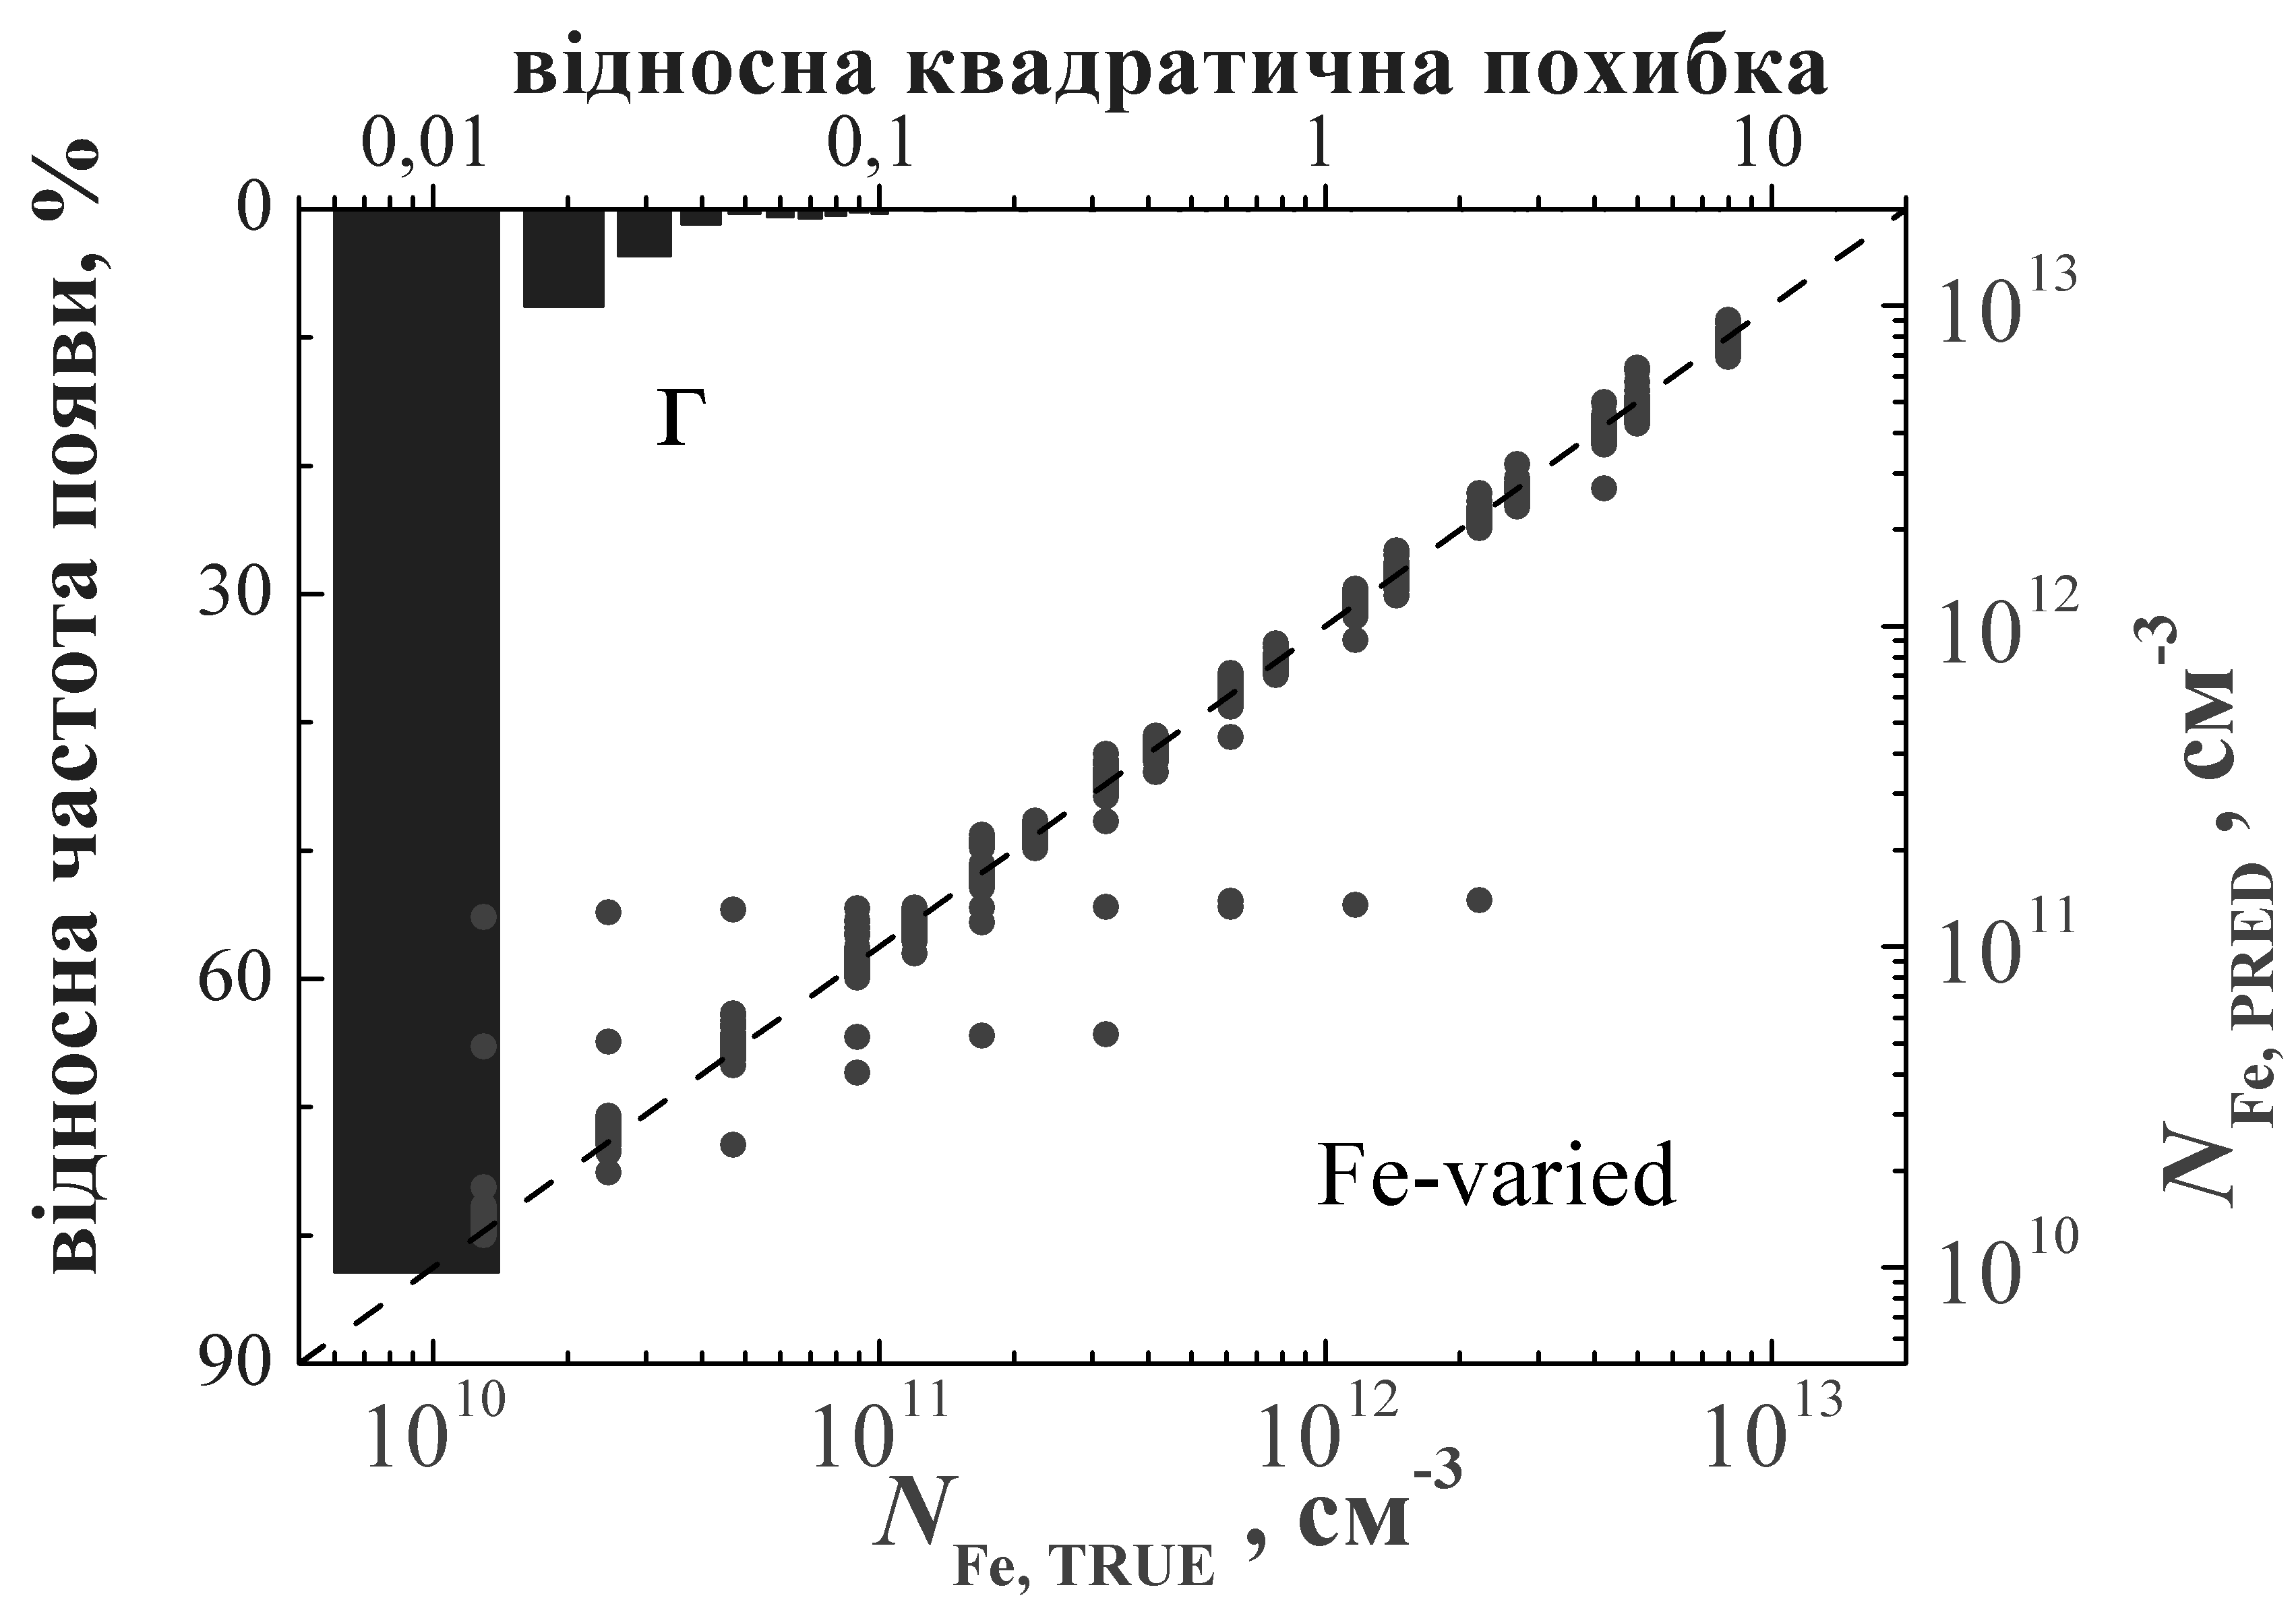 відносна квадратична похибка
0,01 0,1 1 10
відносна частота появи, %
0
30
60
90
Г
Fe-varied
10^13
10^12
10^11
10^10
N_Fe, PRED , см^-3
10^10 10^11 10^12 10^13
N_Fe, TRUE , см^-3